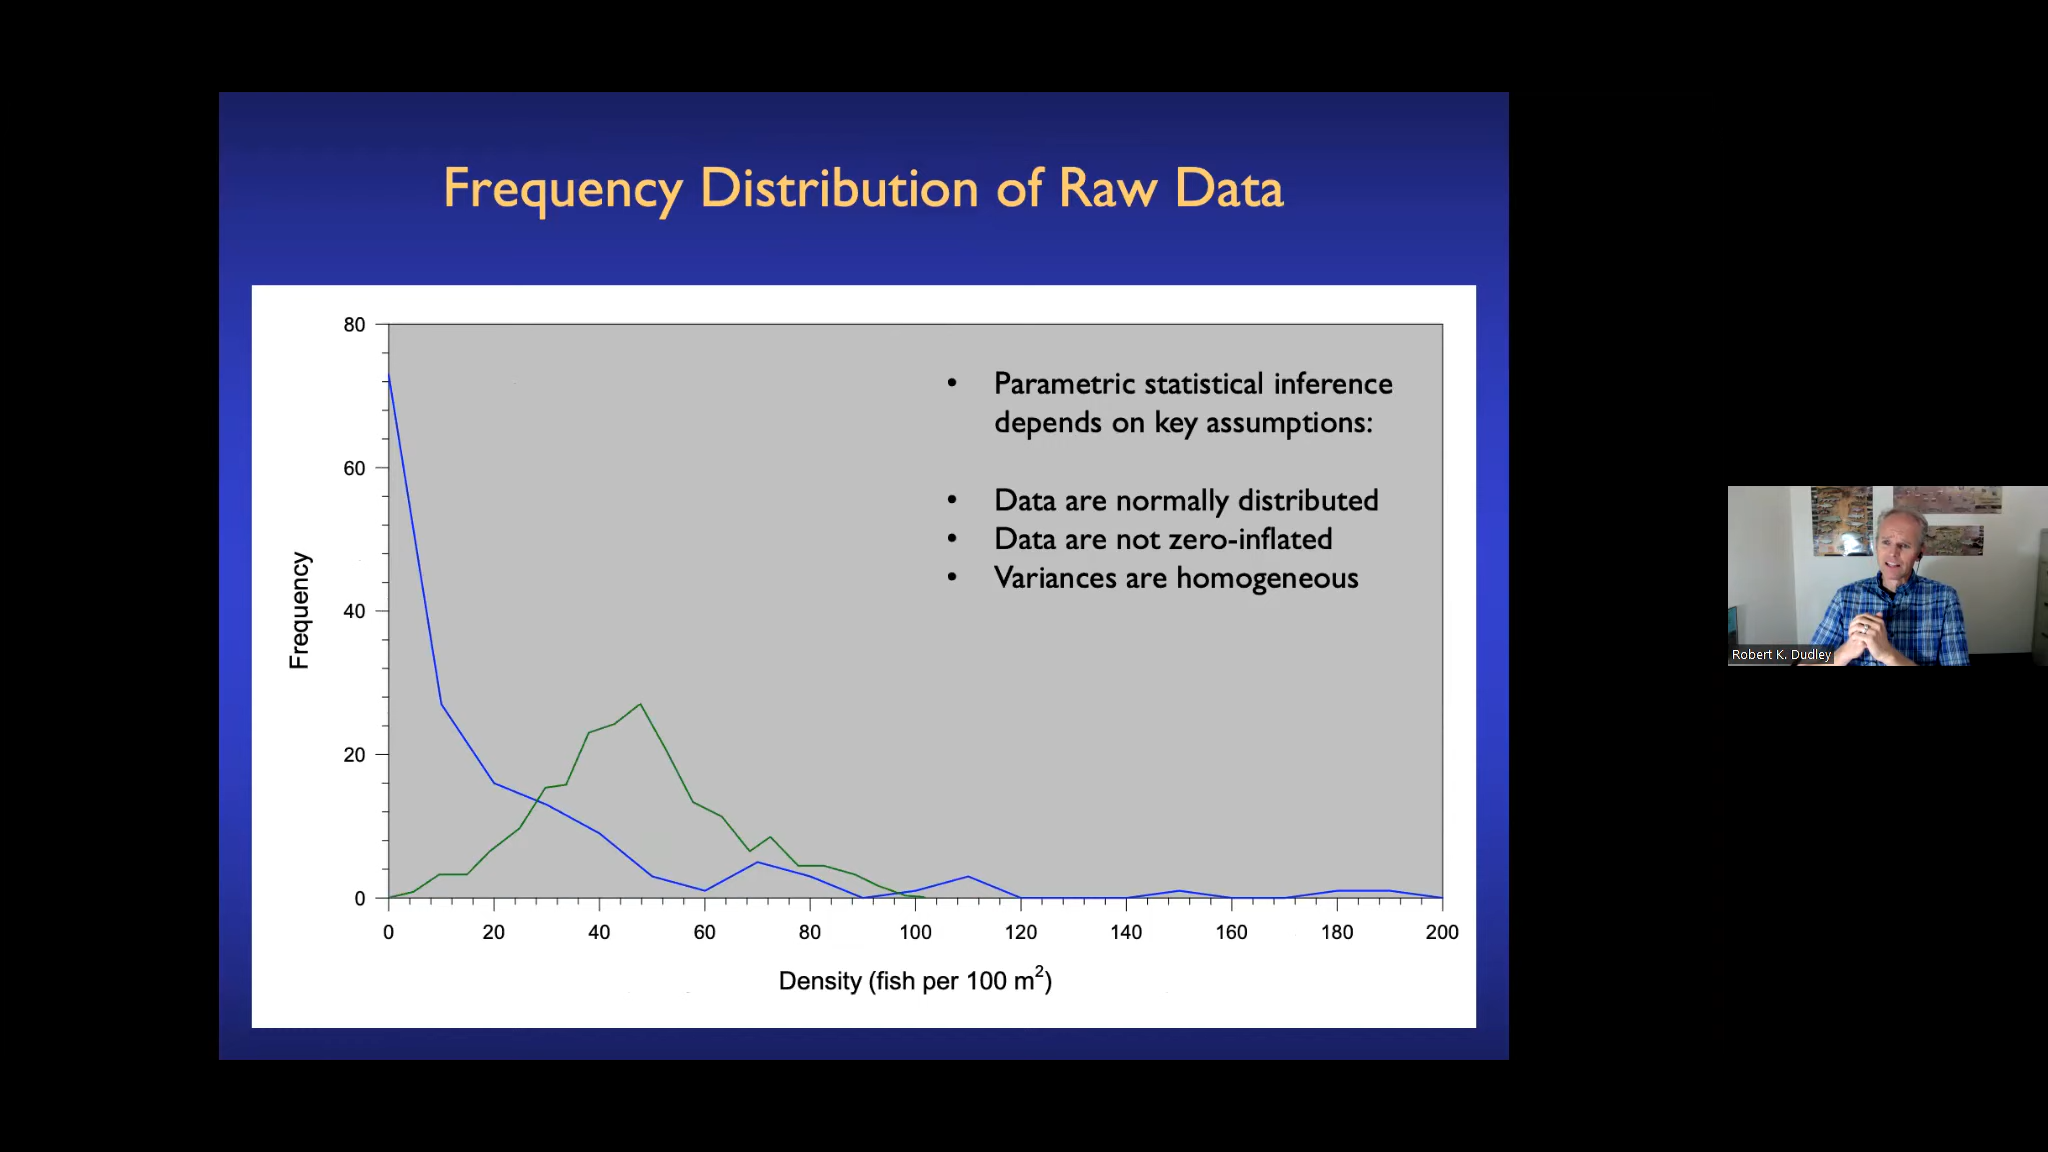 Frequency Distribution of Raw Data
80
60
40
20
0
Frequency
• Parametric statistical inference
depends on key assumptions:
• Data are normally distributed
• Data are not zero-inflated
• Variances are homogeneous
0 20 40 60 80 100 120 140 160 180 200
Density (fish per 100 m²)
Robert K. Dudley